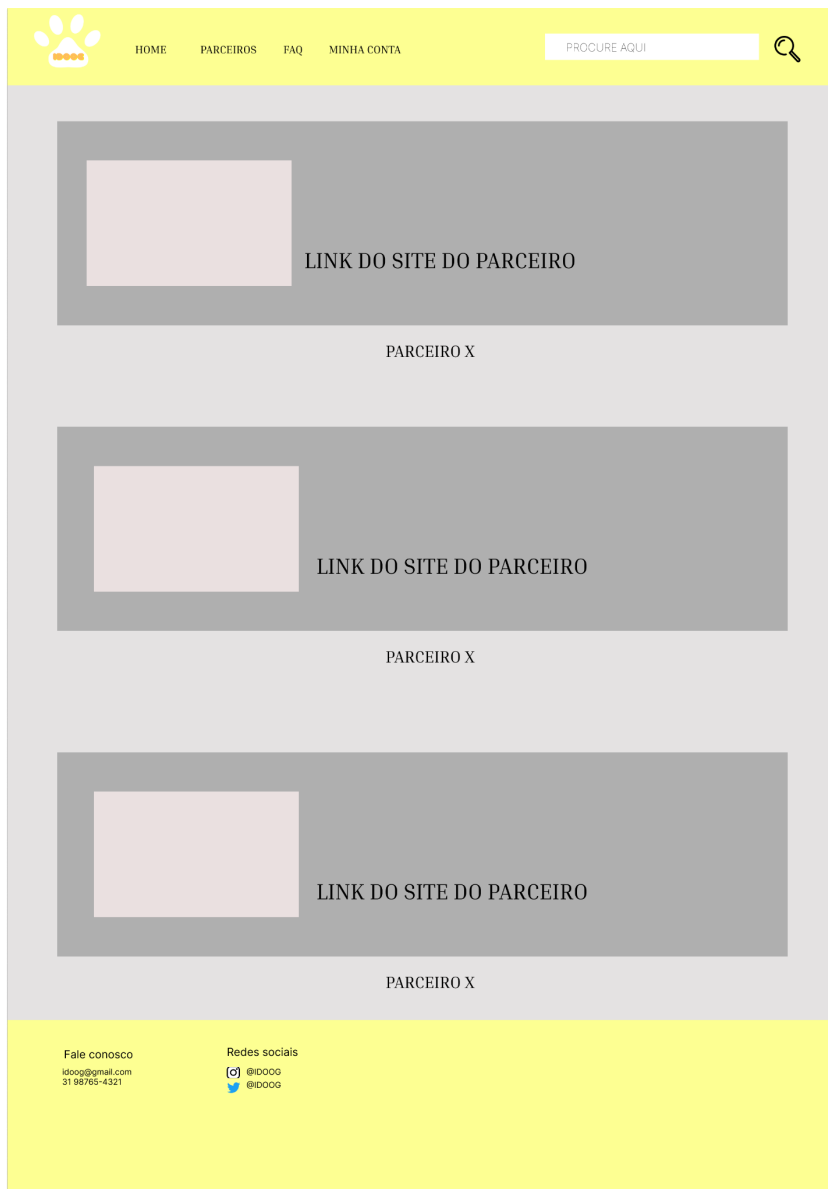 IDOOG
HOME PARCEIROS FAQ MINHA CONTA PROCURE AQUI
LINK DO SITE DO PARCEIRO
PARCEIRO X
LINK DO SITE DO PARCEIRO
PARCEIRO X
LINK DO SITE DO PARCEIRO
PARCEIRO X
Fale conosco
idoog@gmail.com
31 98765-4321
Redes sociais
@IDOOG
@IDOOG